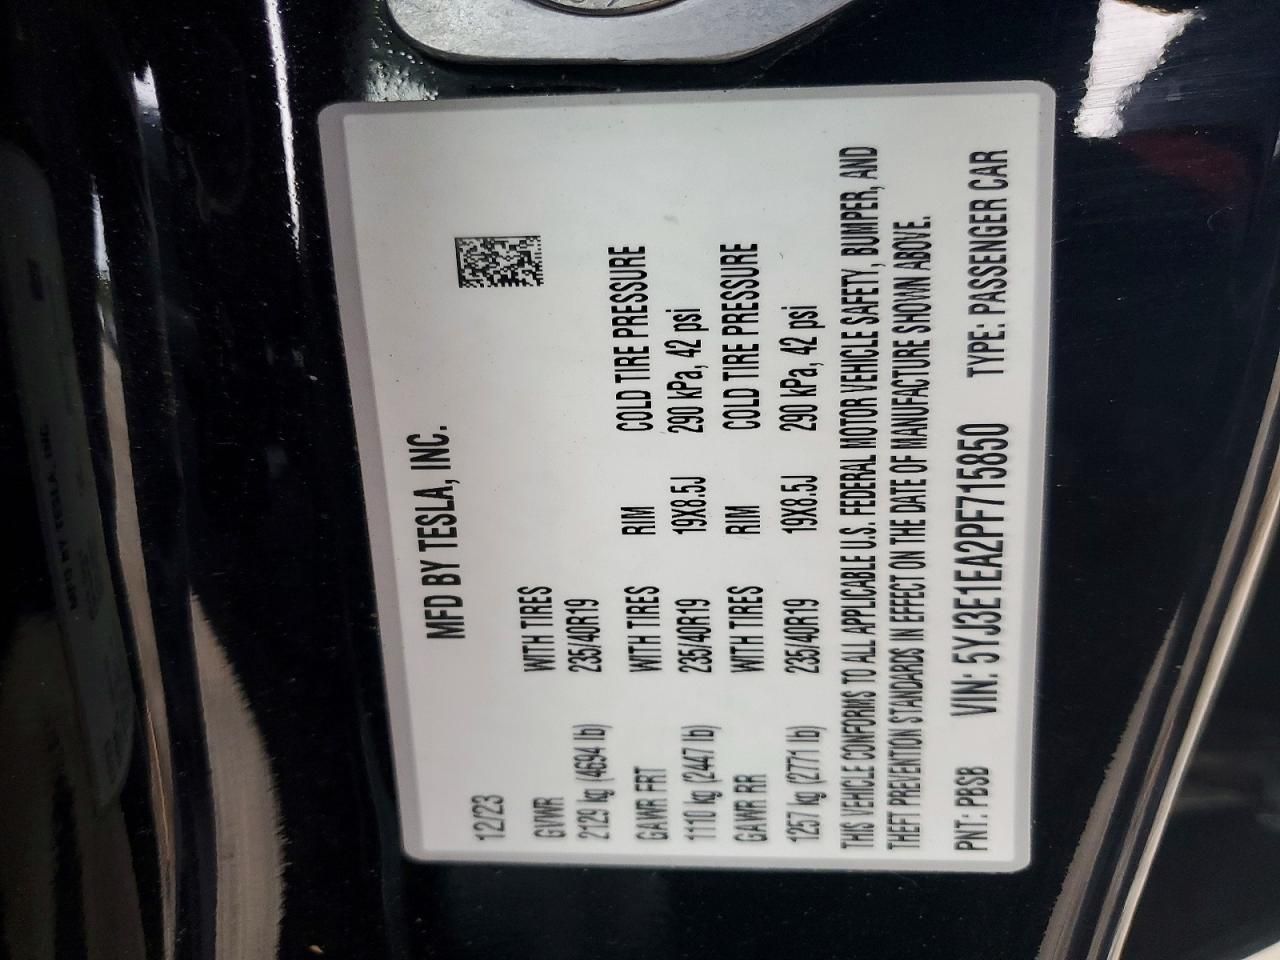 MFD BY TESLA, INC.
12/23
GVWR WITH TIRES
2129 kg (4694 lb) 235/40R19
GAWR FRT WITH TIRES RIM COLD TIRE PRESSURE
1110 kg (2447 lb) 235/40R19 19X8.5J 290 kPa, 42 psi
GAWR RR WITH TIRES RIM COLD TIRE PRESSURE
1257 kg (2771 lb) 235/40R19 19X8.5J 290 kPa, 42 psi
THIS VEHICLE CONFORMS TO ALL APPLICABLE U.S. FEDERAL MOTOR VEHICLE SAFETY, BUMPER, AND
THEFT PREVENTION STANDARDS IN EFFECT ON THE DATE OF MANUFACTURE SHOWN ABOVE.
PNT: PBSB VIN: 5YJ3E1EA2PF715850 TYPE: PASSENGER CAR
MFD BY TESLA, INC.